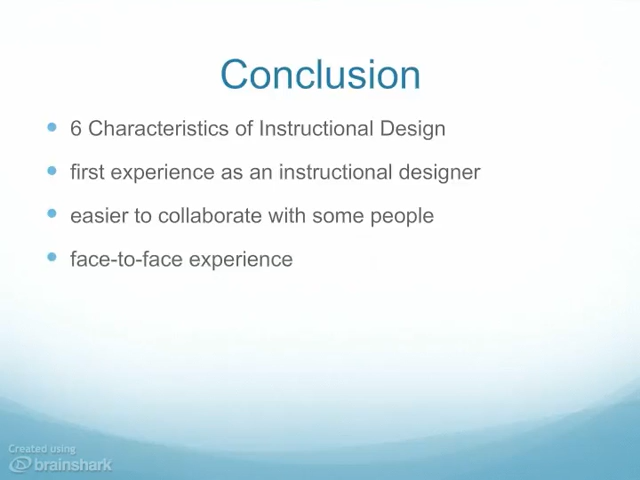 Conclusion
6 Characteristics of Instructional Design
first experience as an instructional designer
easier to collaborate with some people
face-to-face experience
Created using
brainshark